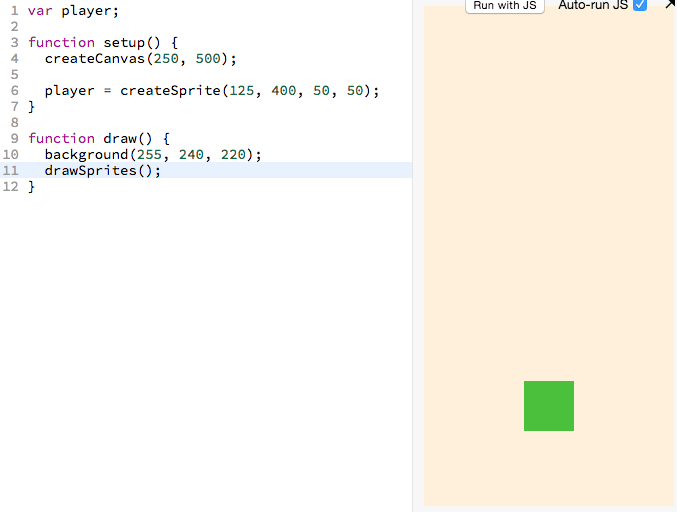 1 var player;
2
3 function setup() {
4   createCanvas(250, 500);
5
6   player = createSprite(125, 400, 50, 50);
7 }
8
9 function draw() {
10   background(255, 240, 220);
11   drawSprites();
12 }
Run with JS Auto-run JS